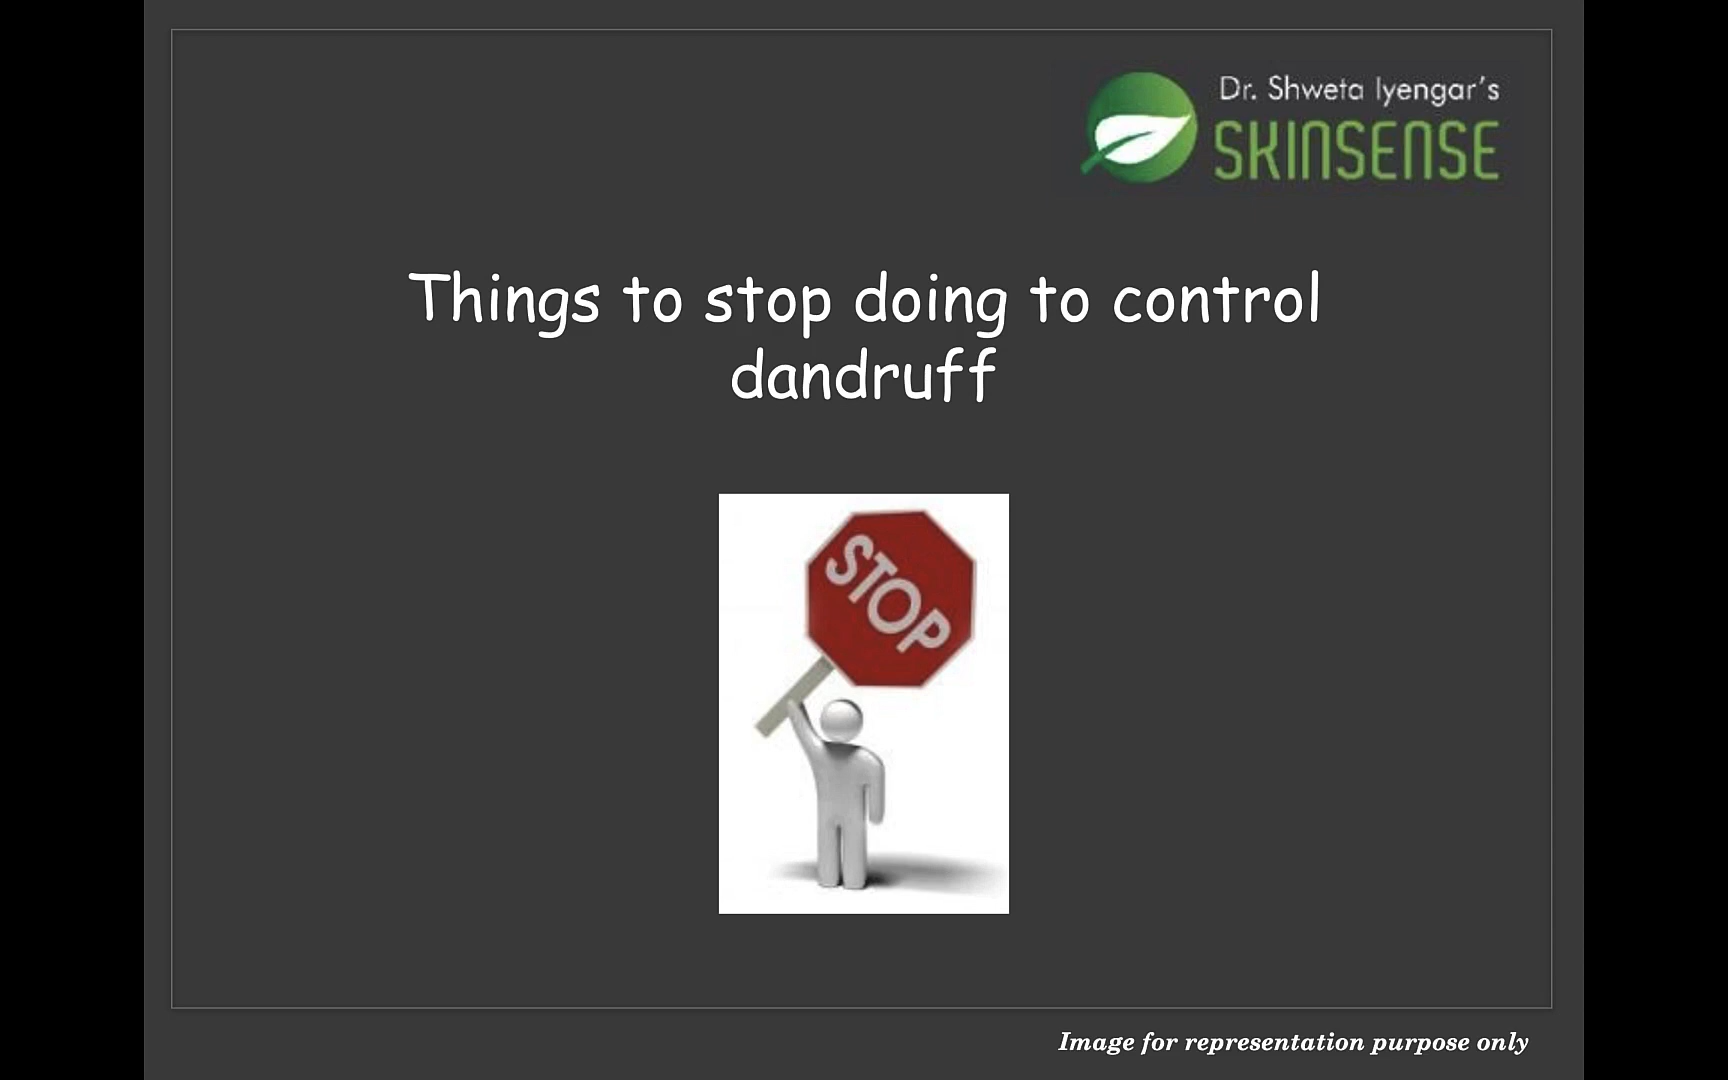 Dr. Shweta Iyengar's
SKINSENSE
Things to stop doing to control
dandruff
STOP
Image for representation purpose only